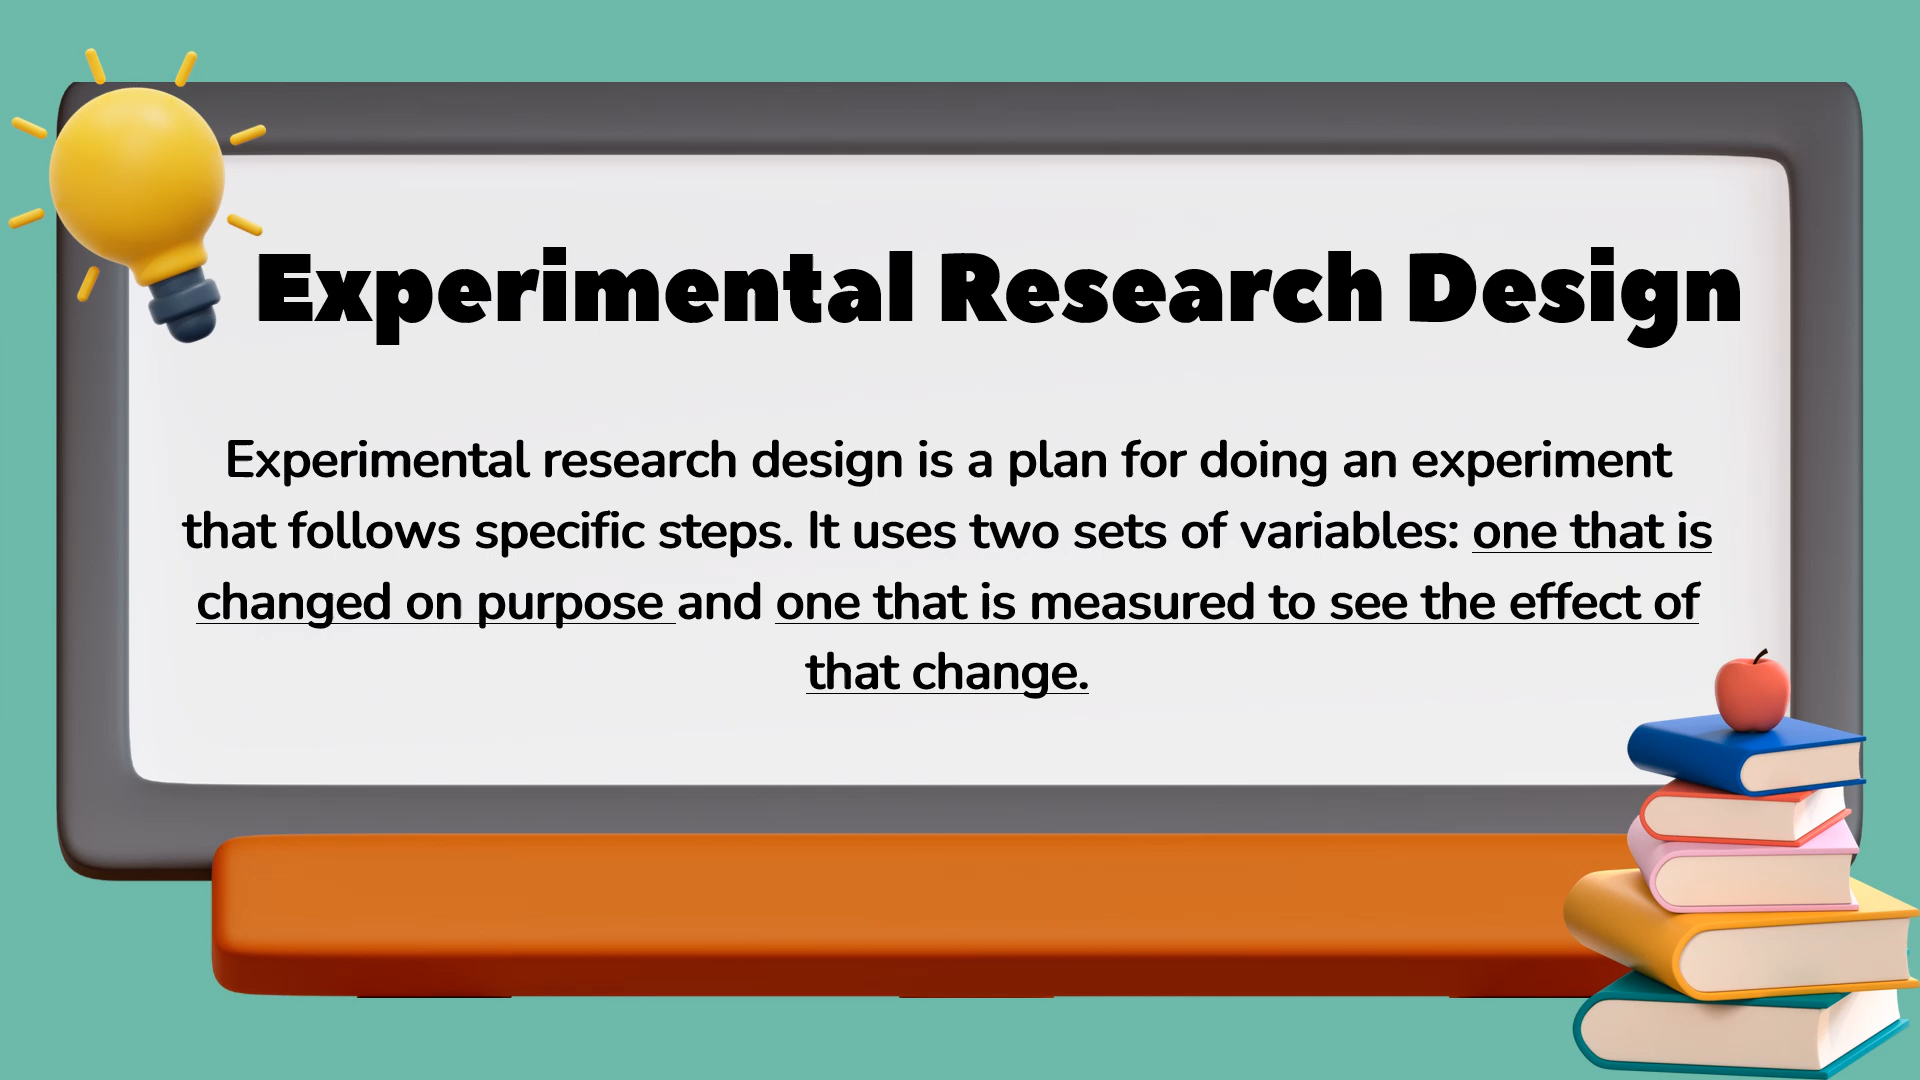 Experimental Research Design
Experimental research design is a plan for doing an experiment
that follows specific steps. It uses two sets of variables: one that is
changed on purpose and one that is measured to see the effect of
that change.